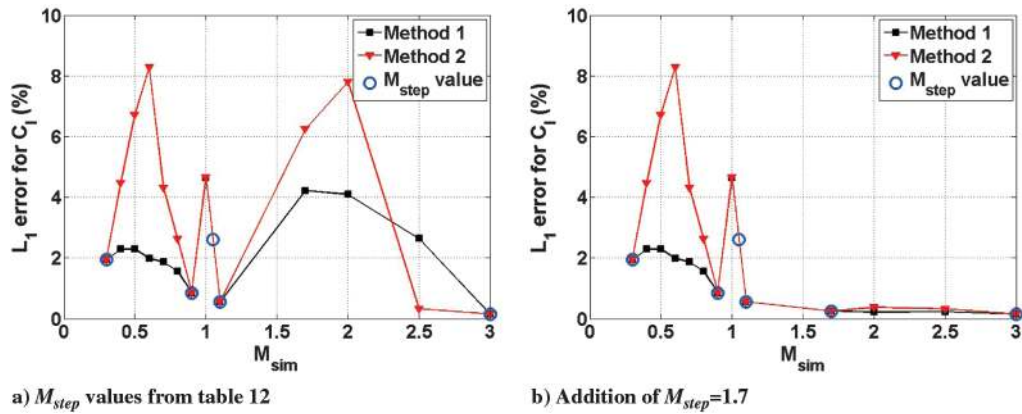 10
8
6
4
2
0
L1 error for Cl (%)
Method 1
Method 2
Mstep value
0 0.5 1 1.5 2 2.5 3
Msim
a) Mstep values from table 12
10
8
6
4
2
0
L1 error for Cl (%)
Method 1
Method 2
Mstep value
0 0.5 1 1.5 2 2.5 3
Msim
b) Addition of Mstep=1.7